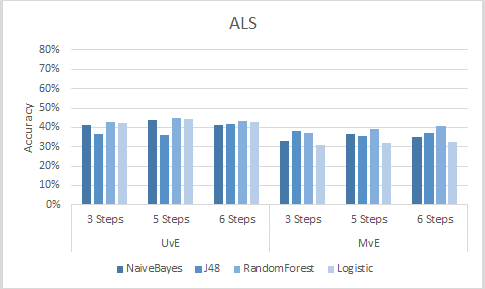 ALS
80%
70%
60%
50%
40%
30%
20%
10%
0%
Accuracy
3 Steps 5 Steps 6 Steps 3 Steps 5 Steps 6 Steps
UvE MvE
NaiveBayes J48 RandomForest Logistic